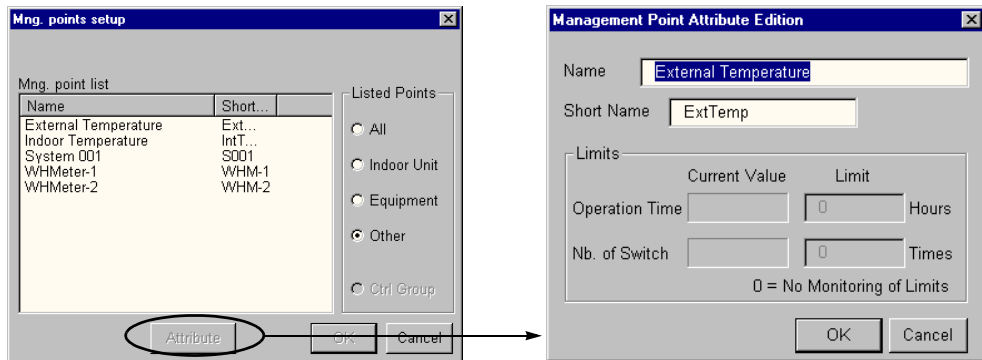 Mng. points setup
Mng. point list
Name Short...
External Temperature Ext...
Indoor Temperature IntT...
System 001 S001
WHMeter-1 WHM-1
WHMeter-2 WHM-2
Listed Points
All
Indoor Unit
Equipment
Other
Ctrl Group
Attribute OK Cancel
Management Point Attribute Edition
Name External Temperature
Short Name ExtTemp
Limits
Current Value Limit
Operation Time 0 Hours
Nb. of Switch 0 Times
0 = No Monitoring of Limits
OK Cancel